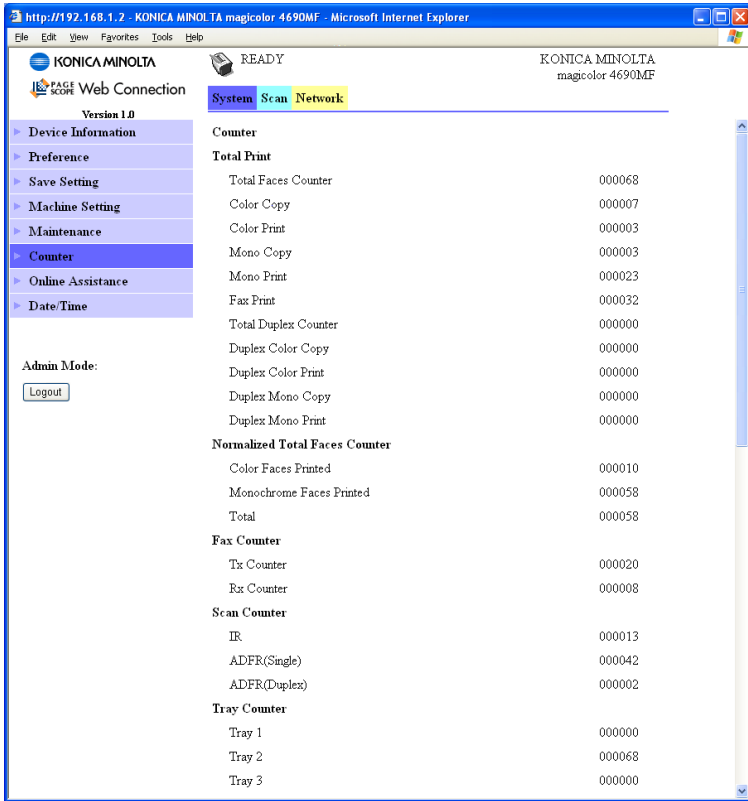 http://192.168.1.2 - KONICA MINOLTA magicolor 4690MF - Microsoft Internet Explorer
File Edit View Favorites Tools Help
KONICA MINOLTA
READY
KONICA MINOLTA
magicolor 4690MF
PAGE SCOPE Web Connection
Version 1.0
System Scan Network
Device Information
Preference
Save Setting
Machine Setting
Maintenance
Counter
Online Assistance
Date/Time
Admin Mode:
Logout
Counter
Total Print
Total Faces Counter 000068
Color Copy 000007
Color Print 000003
Mono Copy 000003
Mono Print 000023
Fax Print 000032
Total Duplex Counter 000000
Duplex Color Copy 000000
Duplex Color Print 000000
Duplex Mono Copy 000000
Duplex Mono Print 000000
Normalized Total Faces Counter
Color Faces Printed 000010
Monochrome Faces Printed 000058
Total 000058
Fax Counter
Tx Counter 000020
Rx Counter 000008
Scan Counter
IR 000013
ADFR(Single) 000042
ADFR(Duplex) 000002
Tray Counter
Tray 1 000000
Tray 2 000068
Tray 3 000000